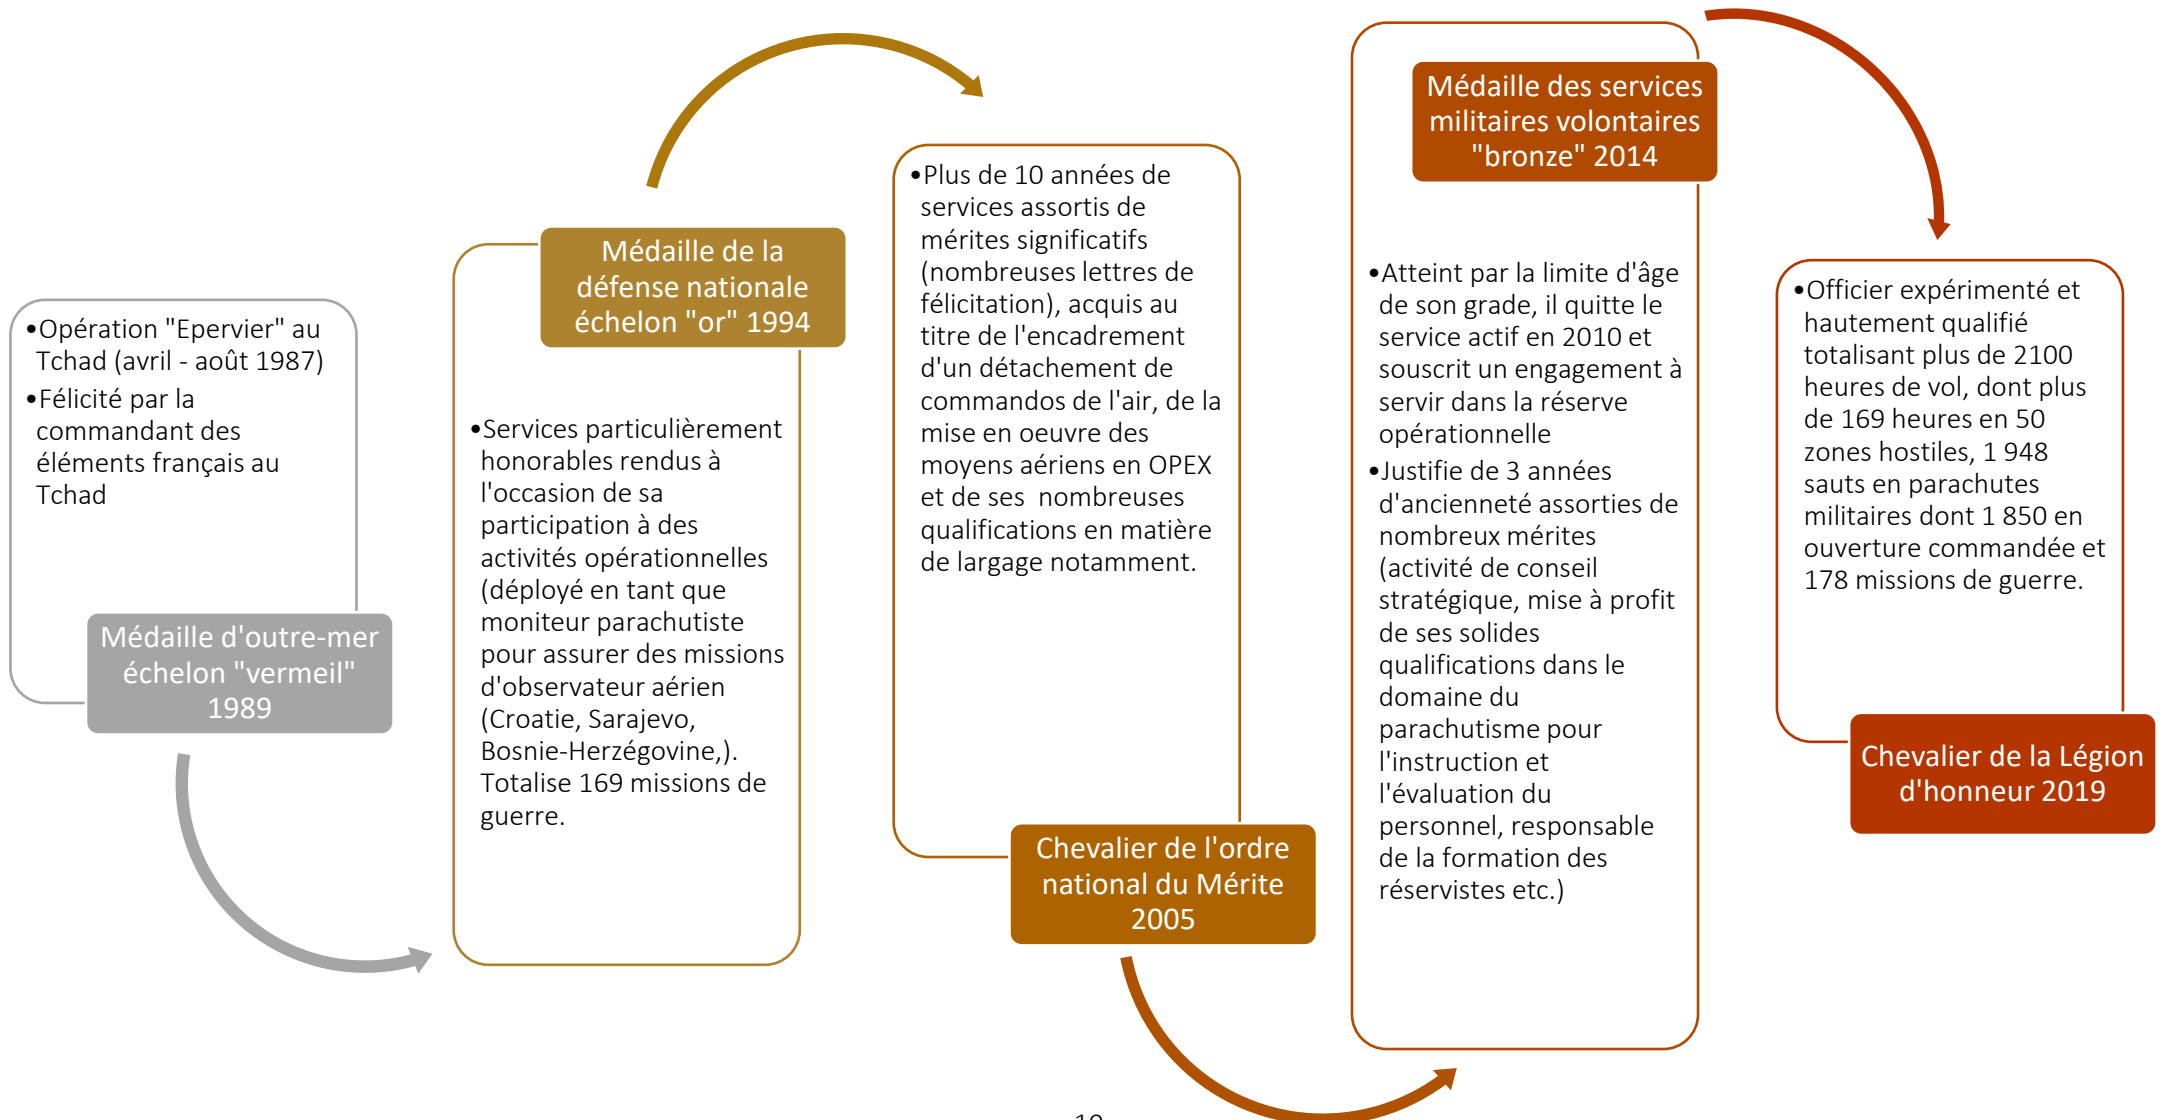 •Opération "Epervier" au
Tchad (avril - août 1987)
•Félicité par la
commandant des
éléments français au
Tchad
Médaille d'outre-mer
échelon "vermeil"
1989
Médaille de la
défense nationale
échelon "or" 1994
•Services particulièrement
honorables rendus à
l'occasion de sa
participation à des
activités opérationnelles
(déployé en tant que
moniteur parachutiste
pour assurer des missions
d'observateur aérien
(Croatie, Sarajevo,
Bosnie-Herzégovine,).
Totalise 169 missions de
guerre.
•Plus de 10 années de
services assortis de
mérites significatifs
(nombreuses lettres de
félicitation), acquis au
titre de l'encadrement
d'un détachement de
commandos de l'air, de la
mise en oeuvre des
moyens aériens en OPEX
et de ses  nombreuses
qualifications en matière
de largage notamment.
Chevalier de l'ordre
national du Mérite
2005
Médaille des services
militaires volontaires
"bronze" 2014
•Atteint par la limite d'âge
de son grade, il quitte le
service actif en 2010 et
souscrit un engagement à
servir dans la réserve
opérationnelle
•Justifie de 3 années
d'ancienneté assorties de
nombreux mérites
(activité de conseil
stratégique, mise à profit
de ses solides
qualifications dans le
domaine du
parachutisme pour
l'instruction et
l'évaluation du
personnel, responsable
de la formation des
réservistes etc.)
•Officier expérimenté et
hautement qualifié
totalisant plus de 2100
heures de vol, dont plus
de 169 heures en 50
zones hostiles, 1 948
sauts en parachutes
militaires dont 1 850 en
ouverture commandée et
178 missions de guerre.
Chevalier de la Légion
d'honneur 2019